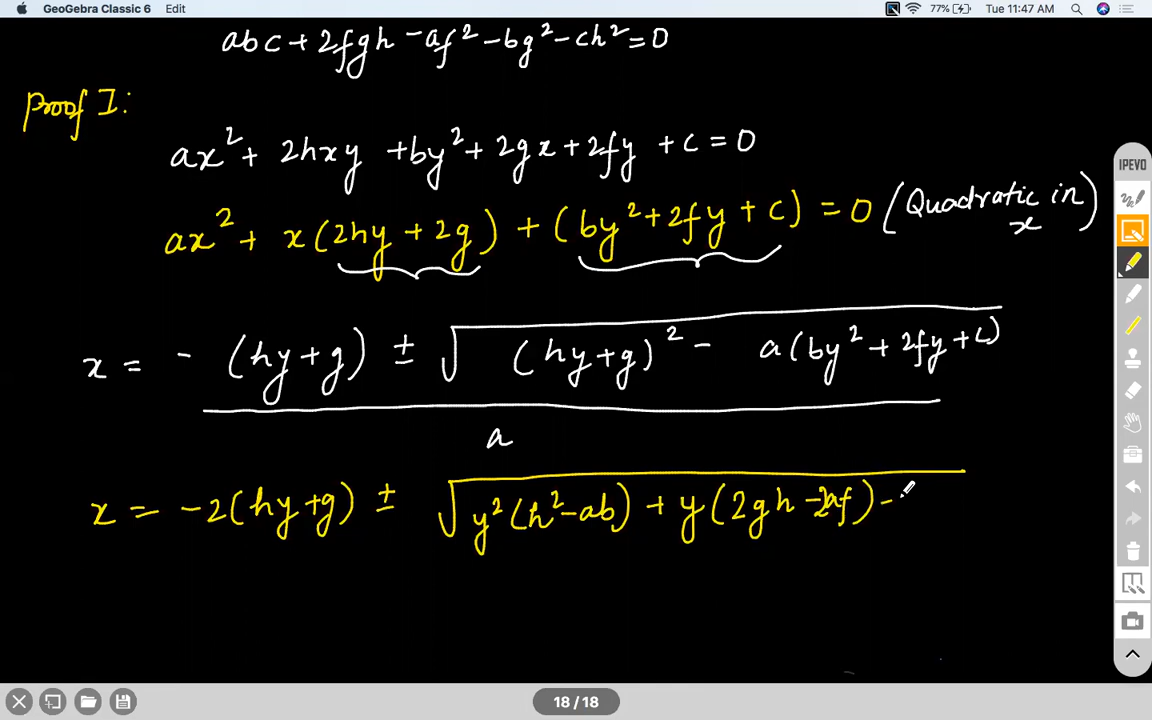 GeoGebra Classic 6 Edit 77% Tue 11:47 AM
abc + 2fgh - af² - bg² - ch² = 0
Proof I:
ax² + 2hxy + by² + 2gx + 2fy + c = 0
ax² + x(2hy + 2g) + (by² + 2fy + c) = 0 (Quadratic in x)
x = - (hy+g) ± √ (hy+g)² - a(by² + 2fy + c)
a
x = -2(hy+g) ± √ y²(h²-ab) + y(2gh - 2af) -
IPEVO
18 / 18